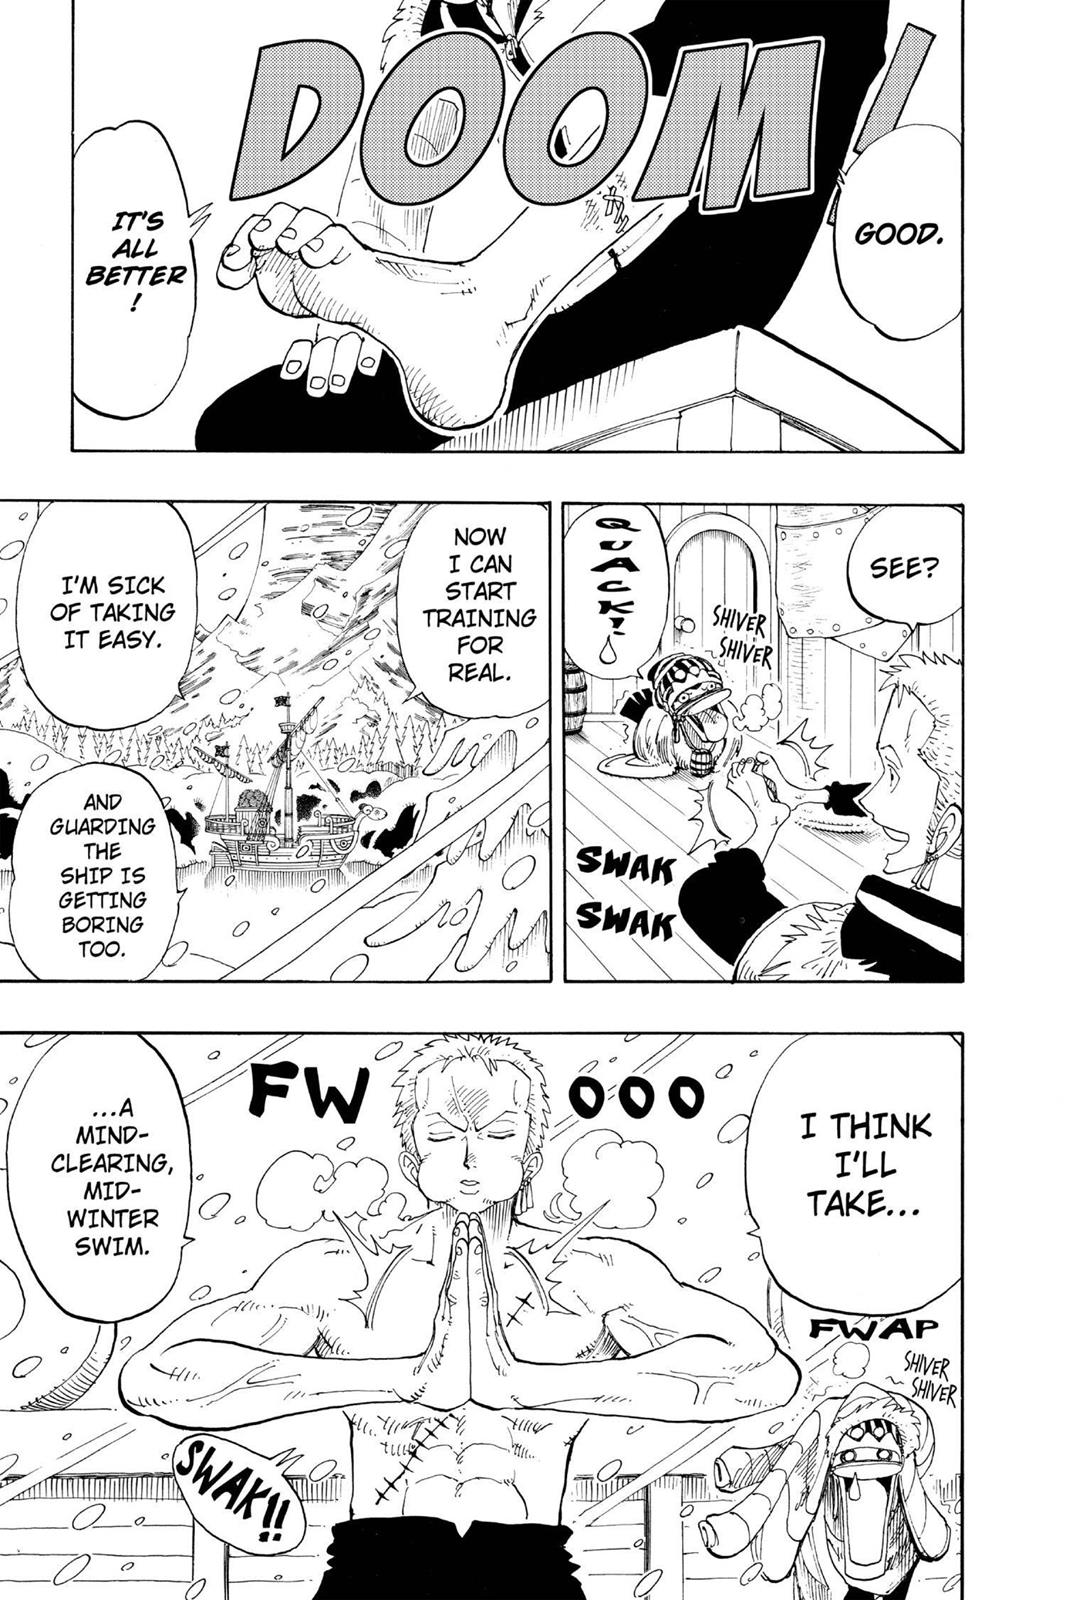 DOOM!
GOOD.
IT'S
ALL
BETTER
!
SEE?
QUACK!
SHIVER
SHIVER
SWAK
SWAK
NOW
I CAN
START
TRAINING
FOR
REAL.
I'M SICK
OF TAKING
IT EASY.
AND
GUARDING
THE
SHIP IS
GETTING
BORING
TOO.
I THINK
I'LL
TAKE...
FWOOO
...A
MIND-
CLEARING,
MID-
WINTER
SWIM.
FWAP
SHIVER
SHIVER
SWAK!!